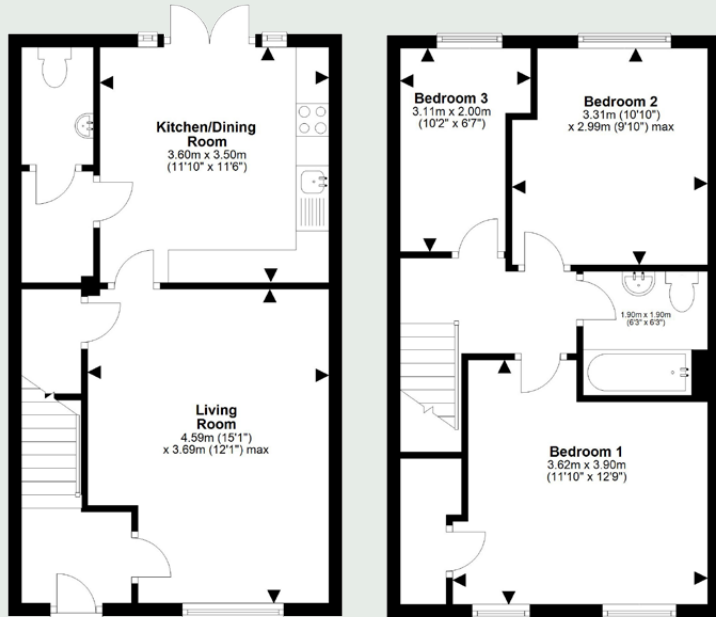 Kitchen/Dining
Room
3.60m x 3.50m
(11'10" x 11'6")
Living
Room
4.59m (15'1")
x 3.69m (12'1") max
Bedroom 3
3.11m x 2.00m
(10'2" x 6'7")
Bedroom 2
3.31m (10'10")
x 2.99m (9'10") max
1.90m x 1.90m
(6'3" x 6'3")
Bedroom 1
3.62m x 3.90m
(11'10" x 12'9")